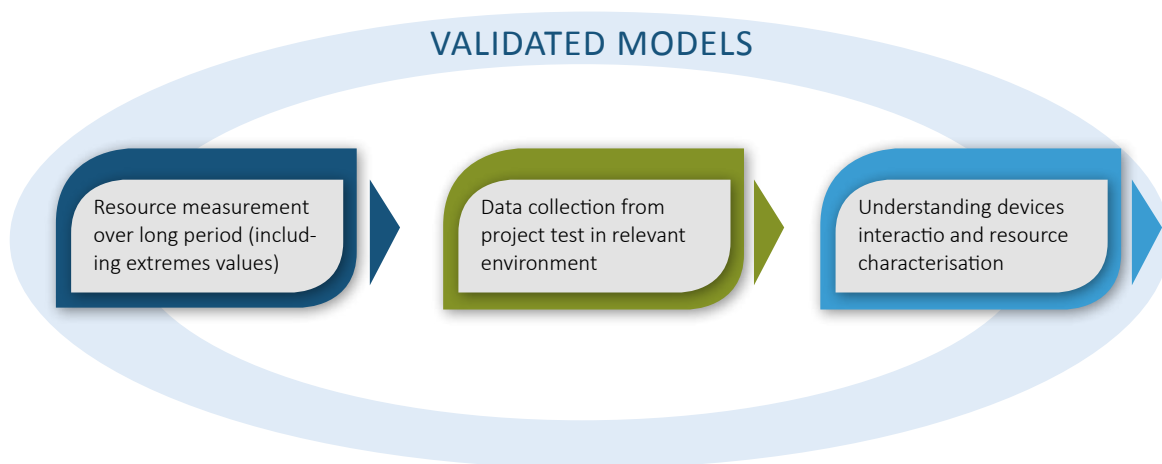 VALIDATED MODELS
Resource measurement
over long period (includ-
ing extremes values)
Data collection from
project test in relevant
environment
Understanding devices
interactio and resource
characterisation